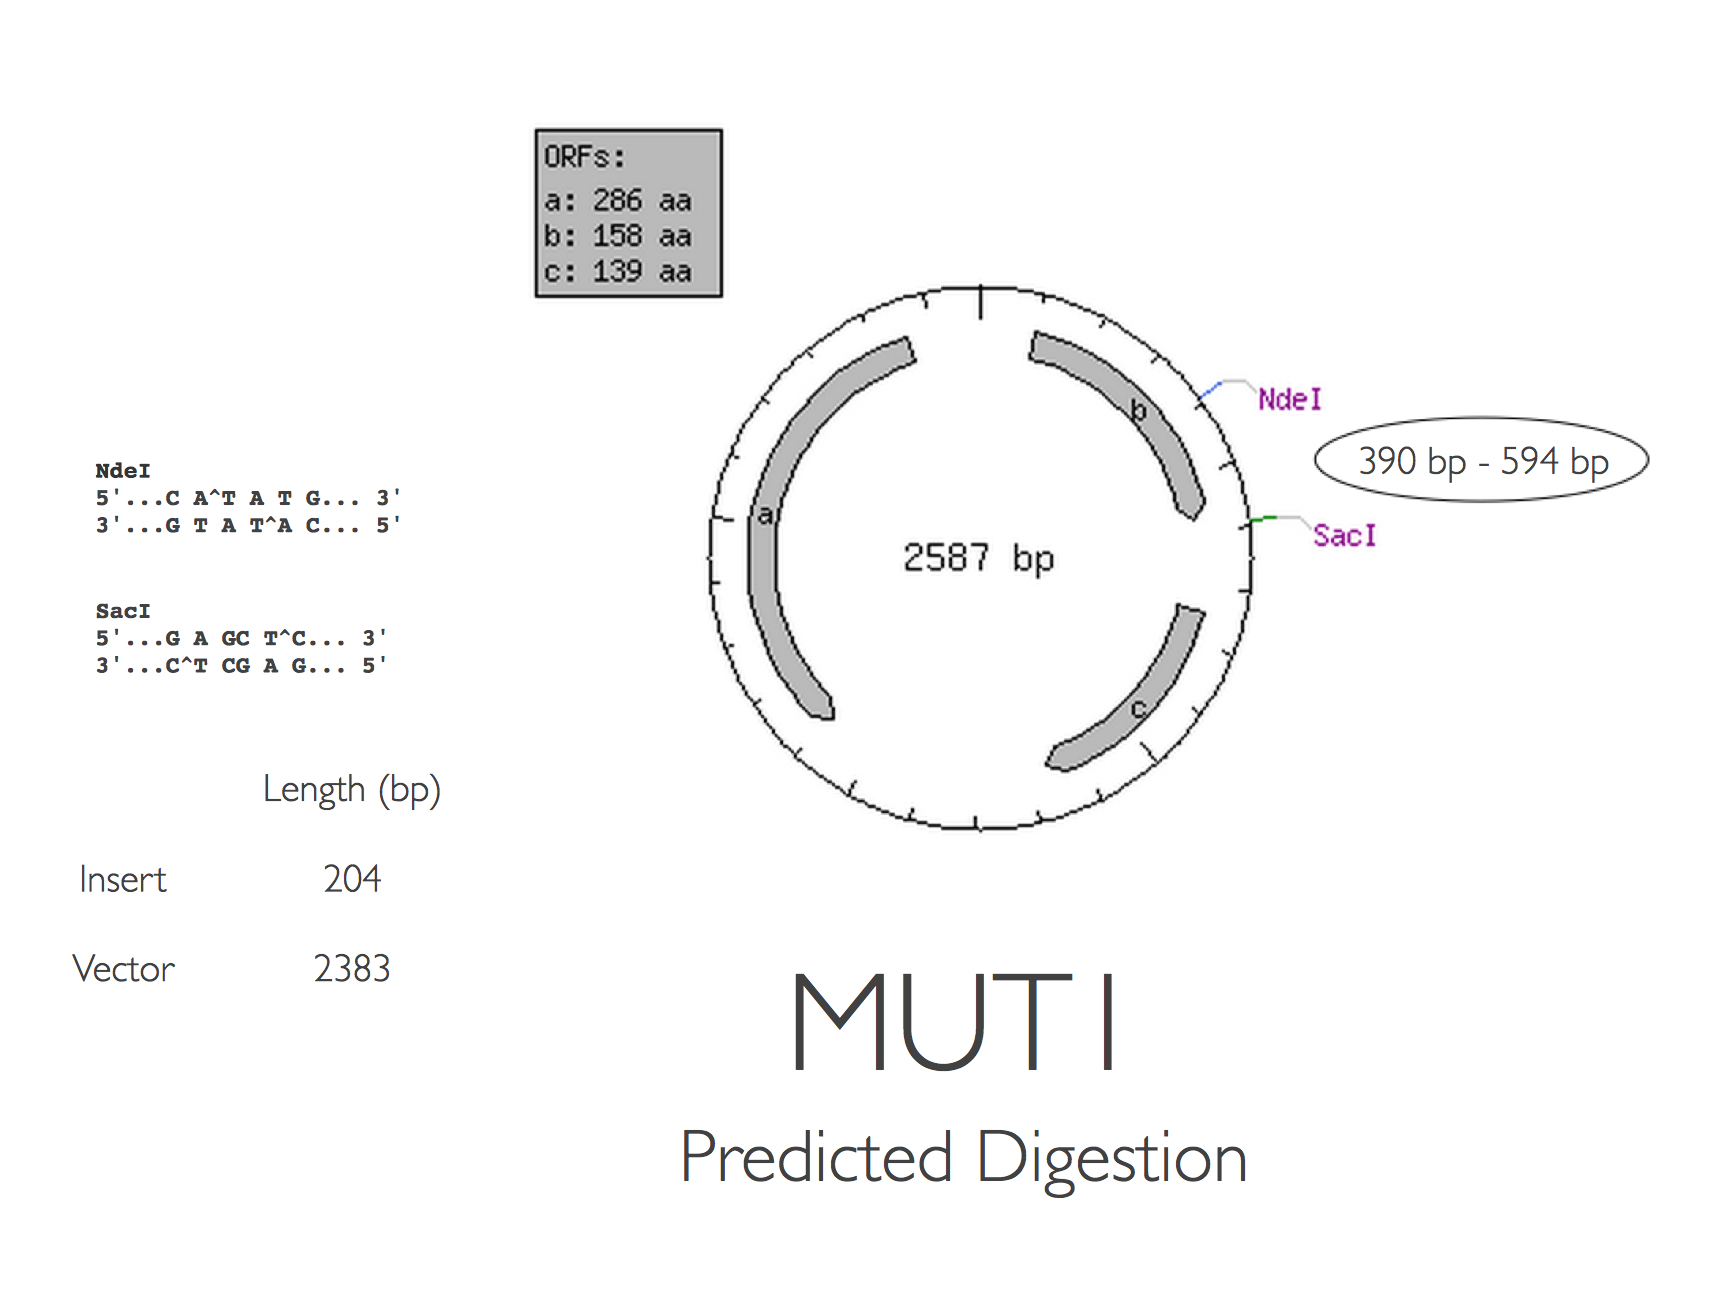 ORFs:
a: 286 aa
b: 158 aa
c: 139 aa
b
NdeI
390 bp - 594 bp
a
SacI
2587 bp
c
NdeI
5'...C A^T A T G... 3'
3'...G T A T^A C... 5'
SacI
5'...G A GC T^C... 3'
3'...C^T CG A G... 5'
Length (bp)
Insert 204
Vector 2383
MUT1
Predicted Digestion